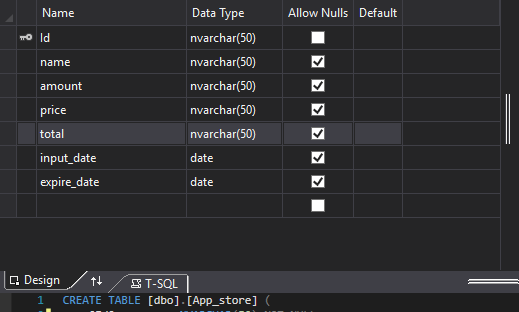 Name Data Type Allow Nulls Default
Id nvarchar(50)
name nvarchar(50)
amount nvarchar(50)
price nvarchar(50)
total nvarchar(50)
input_date date
expire_date date
Design T-SQL
1 CREATE TABLE [dbo].[App_store] (